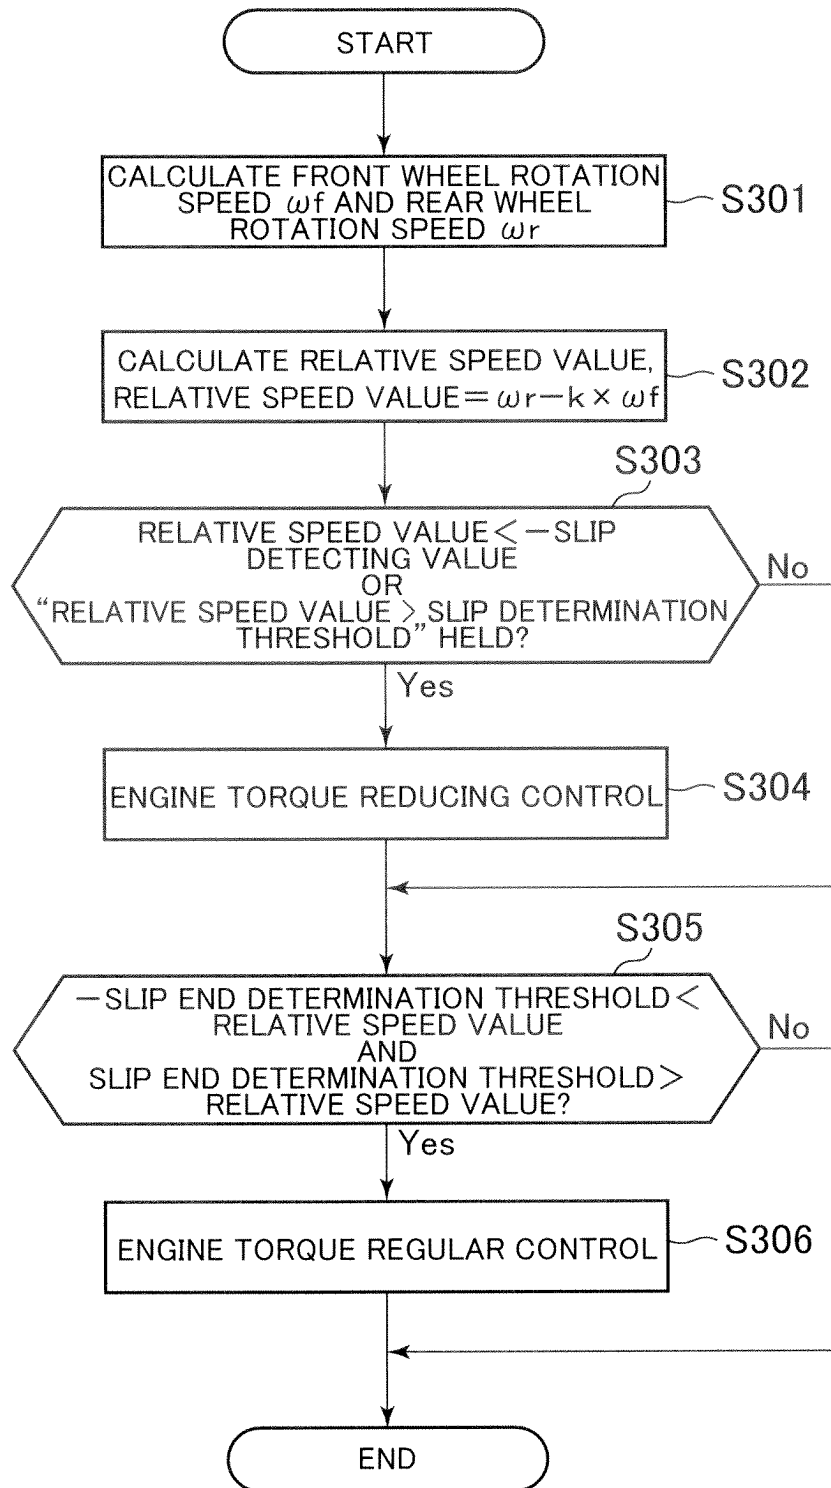 START
CALCULATE FRONT WHEEL ROTATION
SPEED ωf AND REAR WHEEL
ROTATION SPEED ωr
S301
CALCULATE RELATIVE SPEED VALUE,
RELATIVE SPEED VALUE=ωr−k×ωf
S302
S303
RELATIVE SPEED VALUE<−SLIP
DETECTING VALUE
OR
“RELATIVE SPEED VALUE>SLIP DETERMINATION
THRESHOLD” HELD?
No
Yes
ENGINE TORQUE REDUCING CONTROL
S304
S305
−SLIP END DETERMINATION THRESHOLD<
RELATIVE SPEED VALUE
AND
SLIP END DETERMINATION THRESHOLD>
RELATIVE SPEED VALUE?
No
Yes
ENGINE TORQUE REGULAR CONTROL
S306
END